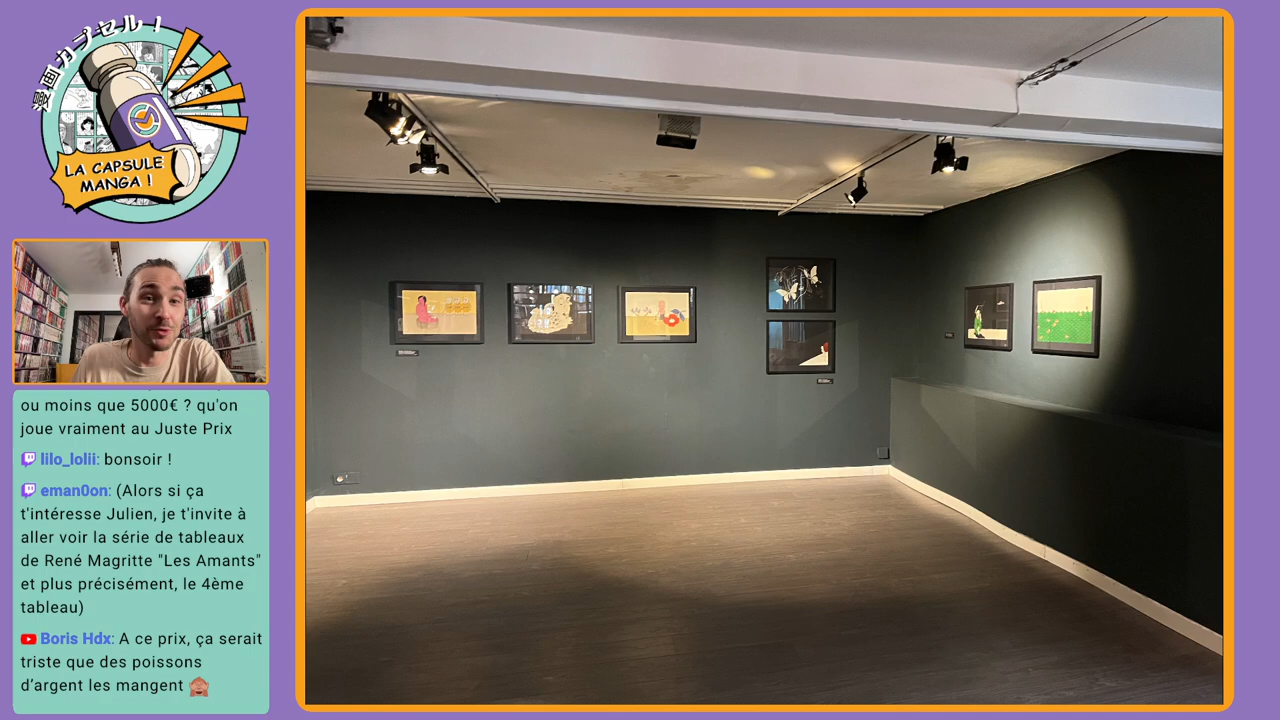 漫画カプセル！
LA CAPSULE
MANGA !
ou moins que 5000€ ? qu'on
joue vraiment au Juste Prix
lilo_lolii: bonsoir !
eman0on: (Alors si ça
t'intéresse Julien, je t'invite à
aller voir la série de tableaux
de René Magritte "Les Amants"
et plus précisément, le 4ème
tableau)
Boris Hdx: A ce prix, ça serait
triste que des poissons
d’argent les mangent 🙈